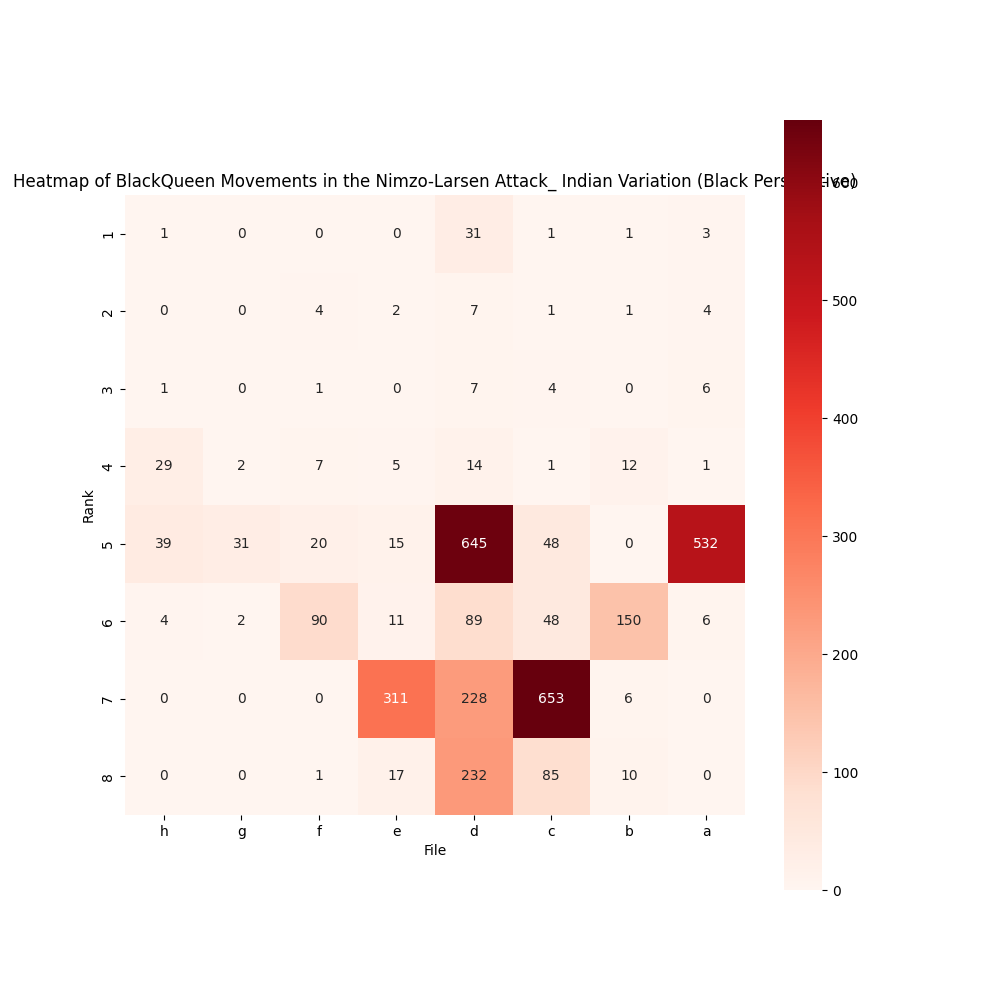 Heatmap of BlackQueen Movements in the Nimzo-Larsen Attack_ Indian Variation (Black Perspective)
600
500
400
300
200
100
0
Rank
1 1 0 0 0 31 1 1 3
2 0 0 4 2 7 1 1 4
3 1 0 1 0 7 4 0 6
4 29 2 7 5 14 1 12 1
5 39 31 20 15 645 48 0 532
6 4 2 90 11 89 48 150 6
7 0 0 0 311 228 653 6 0
8 0 0 1 17 232 85 10 0
h g f e d c b a
File